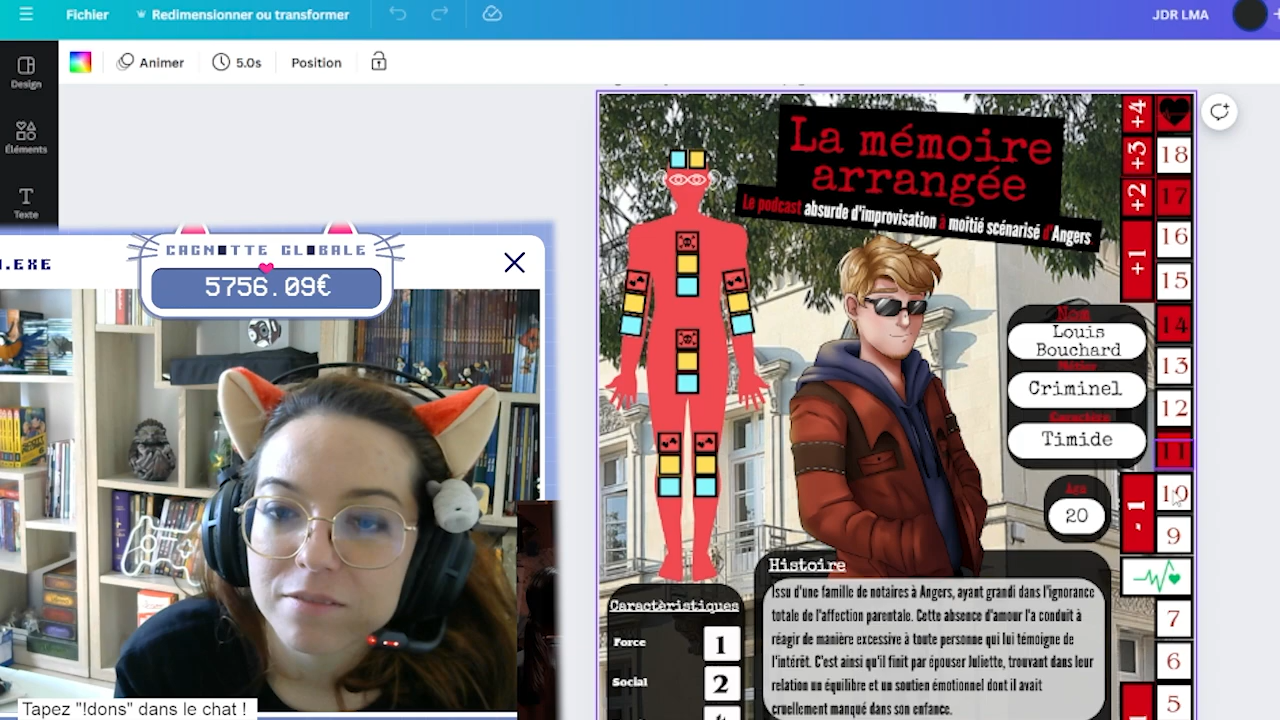 Fichier
Redimensionner ou transformer
JDR LMA
Design
Éléments
Texte
Animer
5.0s
Position
.EXE
CAGNOTTE GLOBALE
5756.09€
Tapez "!dons" dans le chat !
La mémoire
arrangée
Le podcast absurde d'improvisation à moitié scénarisé d'Angers
Nom
Louis
Bouchard
Métier
Criminel
Caractère
Timide
Age
20
Histoire
Issu d'une famille de notaires à Angers, ayant grandi dans l'ignorance
totale de l'affection parentale. Cette absence d'amour l'a conduit à
réagir de manière excessive à toute personne qui lui témoigne de
l'intérêt. C'est ainsi qu'il finit par épouser Juliette, trouvant dans leur
relation un équilibre et un soutien émotionnel dont il avait
cruellement manqué dans son enfance.
Caractèristiques
Force
1
Social
2
+4
+3
18
+2
17
16
+1
15
14
13
12
11
10
- 1
9
7
6
5